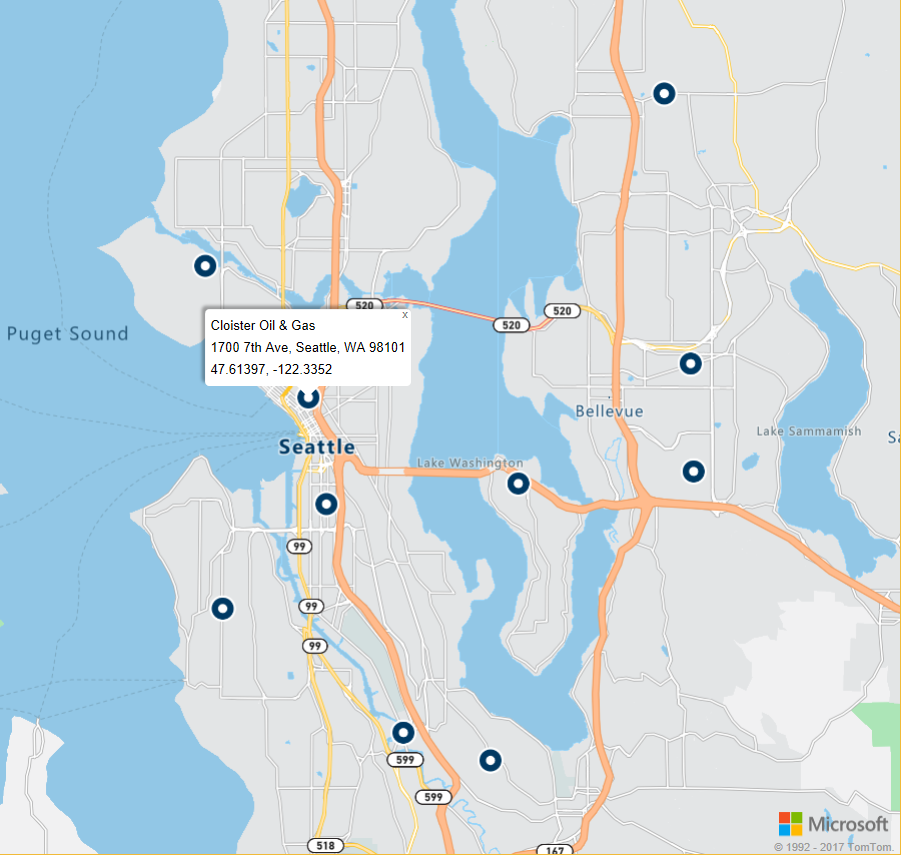 520
520
520
Puget Sound
x
Cloister Oil & Gas
1700 7th Ave, Seattle, WA 98101
47.61397, -122.3352
Bellevue
Lake Sammamish
Seattle
Lake Washington
99
99
99
599
599
518
167
Microsoft
© 1992 - 2017 TomTom.